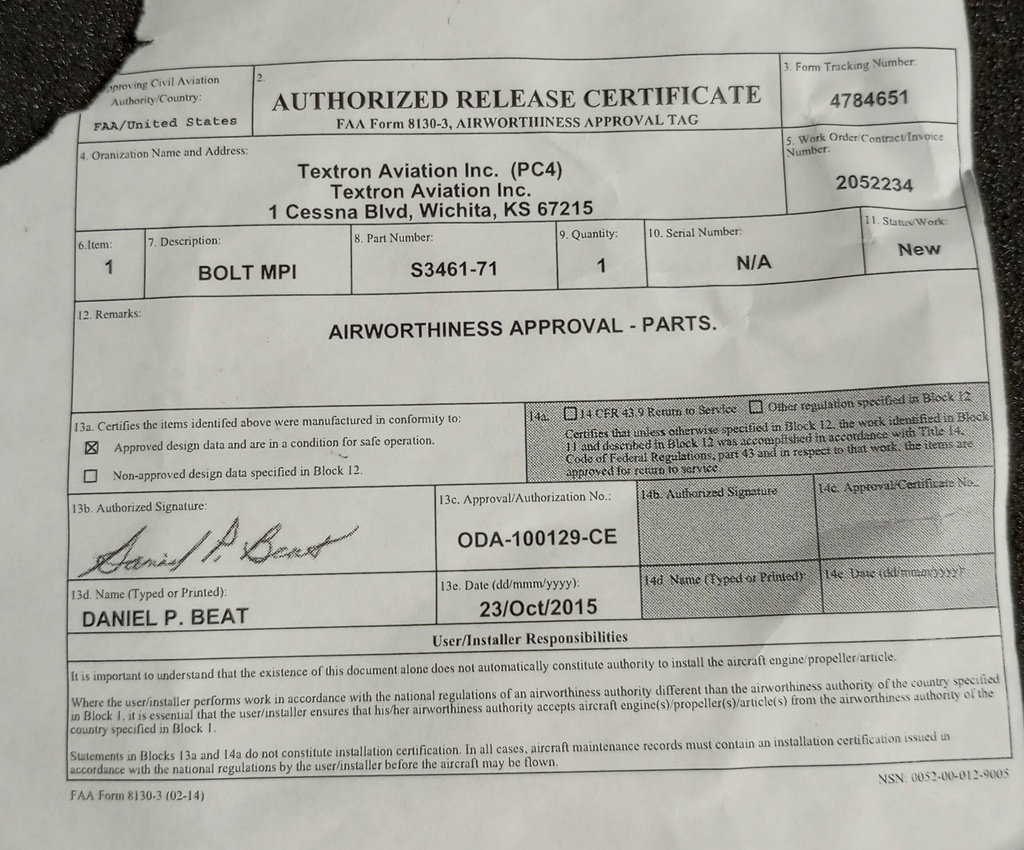 proving Civil Aviation
Authority/Country:
FAA/United States
2.
AUTHORIZED RELEASE CERTIFICATE
FAA Form 8130-3, AIRWORTHINESS APPROVAL TAG
3. Form Tracking Number:
4784651
4. Oranization Name and Address:
Textron Aviation Inc. (PC4)
Textron Aviation Inc.
1 Cessna Blvd, Wichita, KS 67215
5. Work Order/Contract/Invoice
Number:
2052234
6.Item:
1
7. Description:
BOLT MPI
8. Part Number:
S3461-71
9. Quantity:
1
10. Serial Number:
N/A
11. Status/Work:
New
12. Remarks:
AIRWORTHINESS APPROVAL - PARTS.
13a. Certifies the items identifed above were manufactured in conformity to:
Approved design data and are in a condition for safe operation.
Non-approved design data specified in Block 12.
14a. 14 CFR 43.9 Return to Service Other regulation specified in Block 12
Certifies that unless otherwise specified in Block 12, the work identified in Block
11 and described in Block 12 was accomplished in accordance with Title 14,
Code of Federal Regulations, part 43 and in respect to that work, the items are
approved for return to service
13b. Authorized Signature:
Daniel P. Beat
13c. Approval/Authorization No.:
ODA-100129-CE
14b. Authorized Signature
14c. Approval/Certificate No..
13d. Name (Typed or Printed):
DANIEL P. BEAT
13e. Date (dd/mmm/yyyy):
23/Oct/2015
14d. Name (Typed or Printed):
14e. Date (dd/mmm/yyyy):
User/Installer Responsibilities
It is important to understand that the existence of this document alone does not automatically constitute authority to install the aircraft engine/propeller/article.
Where the user/installer performs work in accordance with the national regulations of an airworthiness authority different than the airworthiness authority of the country specified
in Block 1, it is essential that the user/installer ensures that his/her airworthiness authority accepts aircraft engine(s)/propeller(s)/article(s) from the airworthiness authority of the
country specified in Block 1.
Statements in Blocks 13a and 14a do not constitute installation certification. In all cases, aircraft maintenance records must contain an installation certification issued in
accordance with the national regulations by the user/installer before the aircraft may be flown.
FAA Form 8130-3 (02-14)
NSN: 0052-00-012-9005